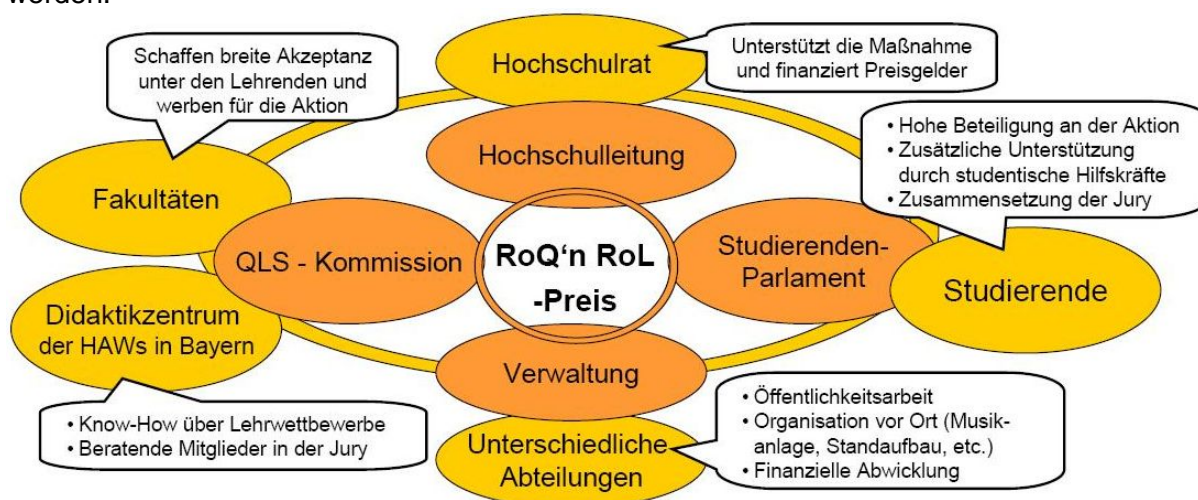 Schaffen breite Akzeptanz
unter den Lehrenden und
werben für die Aktion
Hochschulrat
Unterstützt die Maßnahme
und finanziert Preisgelder
Hochschulleitung
• Hohe Beteiligung an der Aktion
• Zusätzliche Unterstützung
durch studentische Hilfskräfte
• Zusammensetzung der Jury
Fakultäten
QLS - Kommission
RoQ‘n RoL
-Preis
Studierenden-
Parlament
Studierende
Didaktikzentrum
der HAWs in Bayern
Verwaltung
• Know-How über Lehrwettbewerbe
• Beratende Mitglieder in der Jury
Unterschiedliche
Abteilungen
• Öffentlichkeitsarbeit
• Organisation vor Ort (Musik-
anlage, Standaufbau, etc.)
• Finanzielle Abwicklung